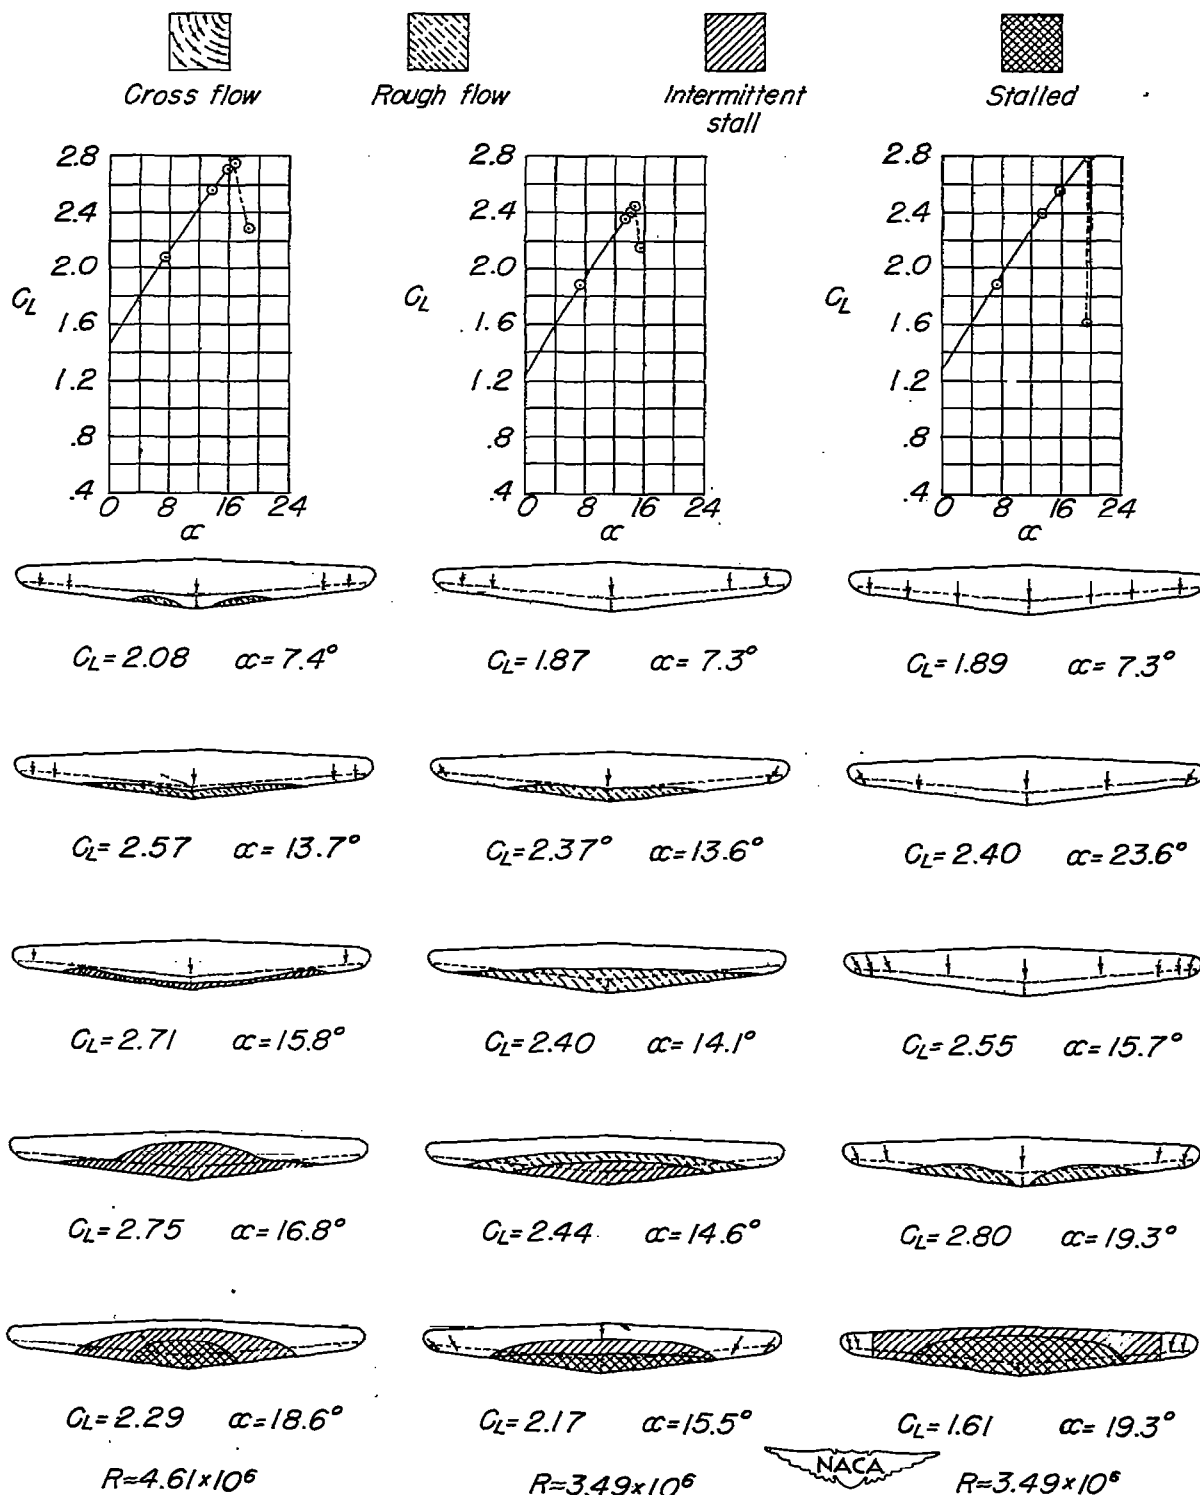 Cross flow
Rough flow
Intermittent
stall
Stalled
2.8
2.4
2.0
1.6
1.2
.8
.4
C_L
0 8 16 24
α
2.8
2.4
2.0
1.6
1.2
.8
.4
C_L
0 8 16 24
α
2.8
2.4
2.0
1.6
1.2
.8
.4
C_L
0 8 16 24
α
C_L=2.08 α=7.4°
C_L=1.87 α=7.3°
C_L=1.89 α=7.3°
C_L=2.57 α=13.7°
C_L=2.37° α=13.6°
C_L=2.40 α=23.6°
C_L=2.71 α=15.8°
C_L=2.40 α=14.1°
C_L=2.55 α=15.7°
C_L=2.75 α=16.8°
C_L=2.44 α=14.6°
C_L=2.80 α=19.3°
C_L=2.29 α=18.6°
C_L=2.17 α=15.5°
C_L=1.61 α=19.3°
R≈4.61×10⁶
R≈3.49×10⁶
NACA
R≈3.49×10⁶